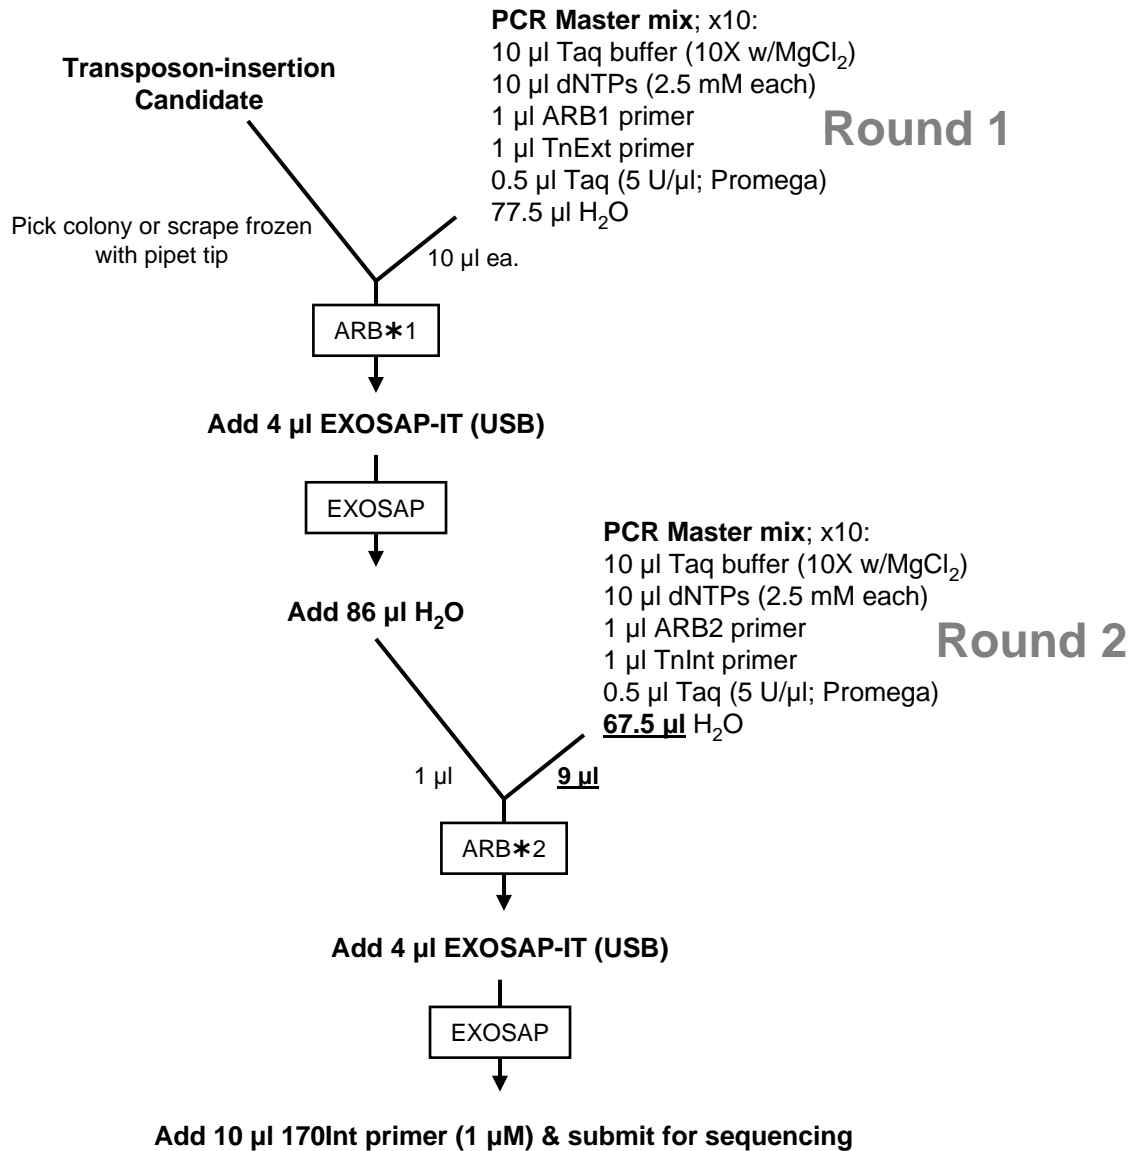 Transposon-insertion
Candidate
PCR Master mix; x10:
10 µl Taq buffer (10X w/MgCl₂)
10 µl dNTPs (2.5 mM each)
1 µl ARB1 primer
1 µl TnExt primer
0.5 µl Taq (5 U/µl; Promega)
77.5 µl H₂O
Round 1
Pick colony or scrape frozen
with pipet tip
10 µl ea.
ARB*1
Add 4 µl EXOSAP-IT (USB)
EXOSAP
Add 86 µl H₂O
PCR Master mix; x10:
10 µl Taq buffer (10X w/MgCl₂)
10 µl dNTPs (2.5 mM each)
1 µl ARB2 primer
1 µl TnInt primer
0.5 µl Taq (5 U/µl; Promega)
67.5 µl H₂O
Round 2
1 µl
9 µl
ARB*2
Add 4 µl EXOSAP-IT (USB)
EXOSAP
Add 10 µl 170Int primer (1 µM) & submit for sequencing